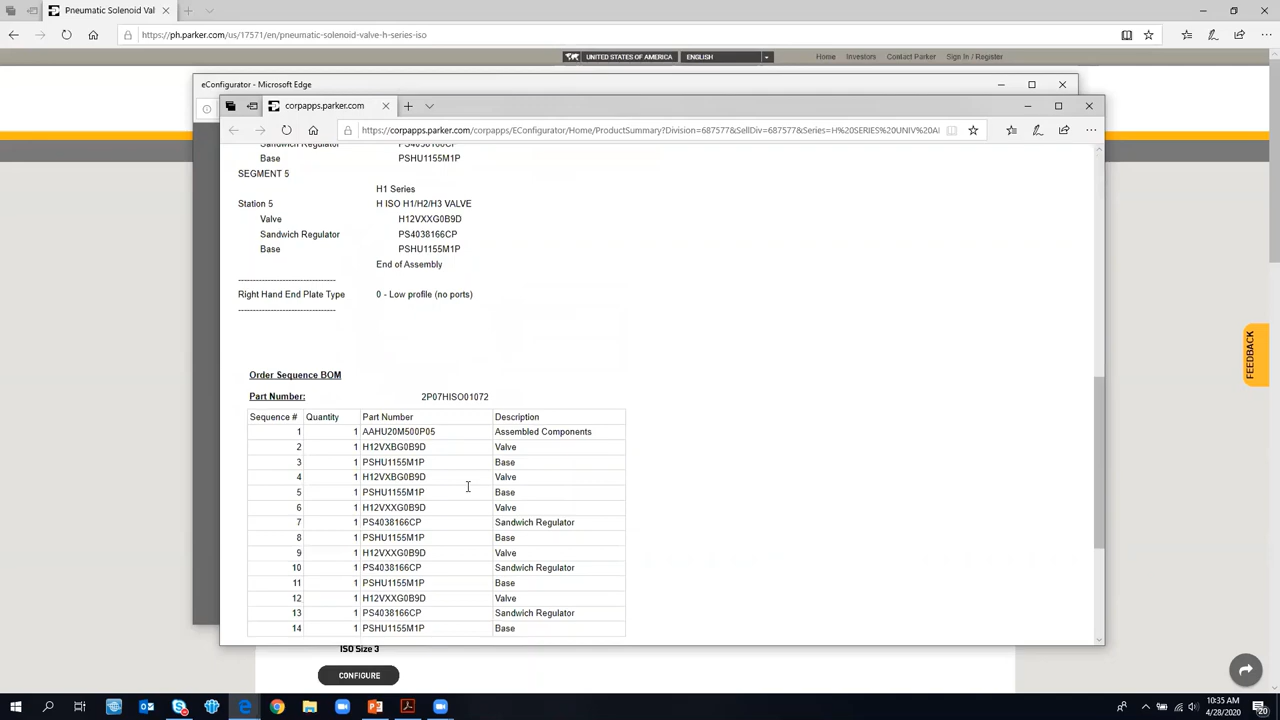 Pneumatic Solenoid Val
https://ph.parker.com/us/17571/en/pneumatic-solenoid-valve-h-series-iso
UNITED STATES OF AMERICA ENGLISH Home Investors Contact Parker Sign In / Register
eConfigurator - Microsoft Edge
corpapps.parker.com
https://corpapps.parker.com/corpapps/EConfigurator/Home/ProductSummary?Division=687577&SellDiv=687577&Series=H%20SERIES%20UNIV%20AI
Sandwich Regulator PS4038166CP
Base PSHU1155M1P
SEGMENT 5
H1 Series
Station 5 H ISO H1/H2/H3 VALVE
Valve H12VXXG0B9D
Sandwich Regulator PS4038166CP
Base PSHU1155M1P
End of Assembly
--------------------------------
Right Hand End Plate Type 0 - Low profile (no ports)
--------------------------------
Order Sequence BOM
Part Number: 2P07HISO01072
Sequence # Quantity Part Number Description
1 1 AAHU20M500P05 Assembled Components
2 1 H12VXBG0B9D Valve
3 1 PSHU1155M1P Base
4 1 H12VXBG0B9D Valve
5 1 PSHU1155M1P Base
6 1 H12VXXG0B9D Valve
7 1 PS4038166CP Sandwich Regulator
8 1 PSHU1155M1P Base
9 1 H12VXXG0B9D Valve
10 1 PS4038166CP Sandwich Regulator
11 1 PSHU1155M1P Base
12 1 H12VXXG0B9D Valve
13 1 PS4038166CP Sandwich Regulator
14 1 PSHU1155M1P Base
ISO Size 3
CONFIGURE
FEEDBACK
10:35 AM
4/28/2020
20